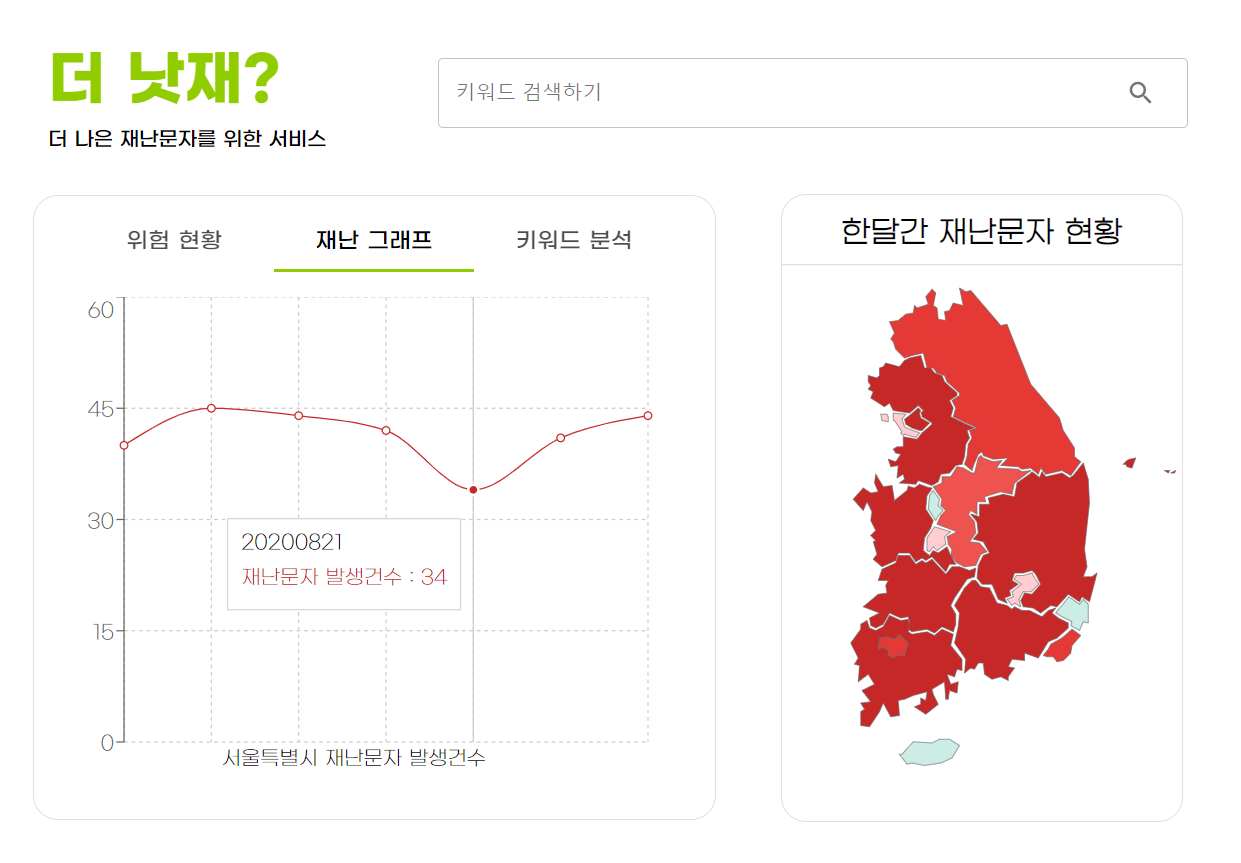 더 낫재?
더 나은 재난문자를 위한 서비스
키워드 검색하기
위험 현황
재난 그래프
키워드 분석
60
45
30
15
0
20200821
재난문자 발생건수 : 34
서울특별시 재난문자 발생건수
한달간 재난문자 현황